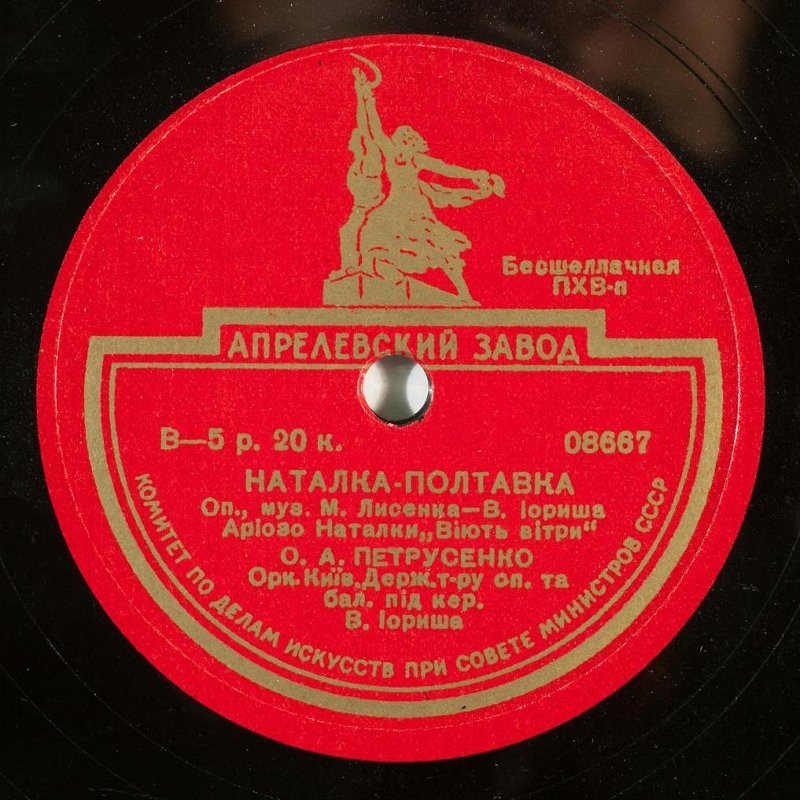 Бесшеллачная
ПХВ-п
АПРЕЛЕВСКИЙ ЗАВОД
В—5 р. 20 к.
08667
НАТАЛКА-ПОЛТАВКА
Оп., муз. М. Лисенка—В. Іориша
Аріозо Наталки „Віють вітри“
О. А. ПЕТРУСЕНКО
Орк. Київ. Держ. т-ру оп. та
бал. під кер.
В. Іориша
КОМИТЕТ ПО ДЕЛАМ ИСКУССТВ ПРИ СОВЕТЕ МИНИСТРОВ СССР